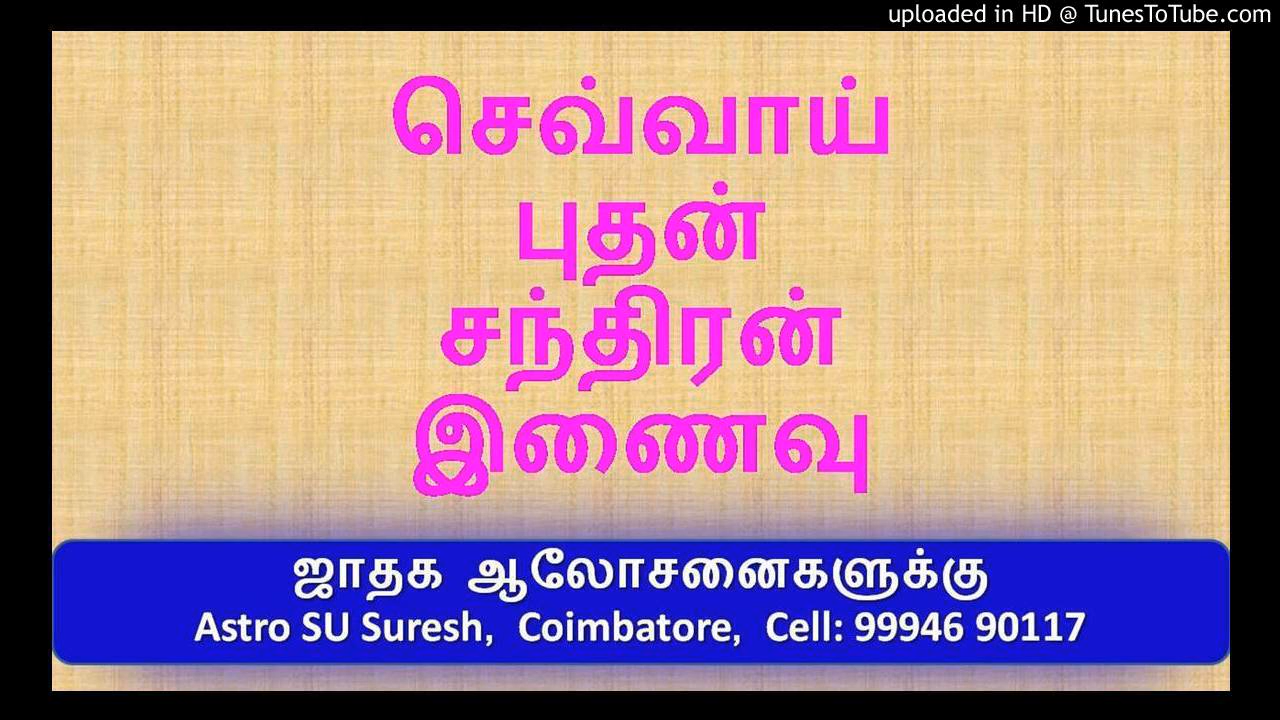 uploaded in HD @ TunesToTube.com
செவ்வாய்
புதன்
சந்திரன்
இணைவு
ஜாதக ஆலோசனைகளுக்கு
Astro SU Suresh, Coimbatore, Cell: 99946 90117